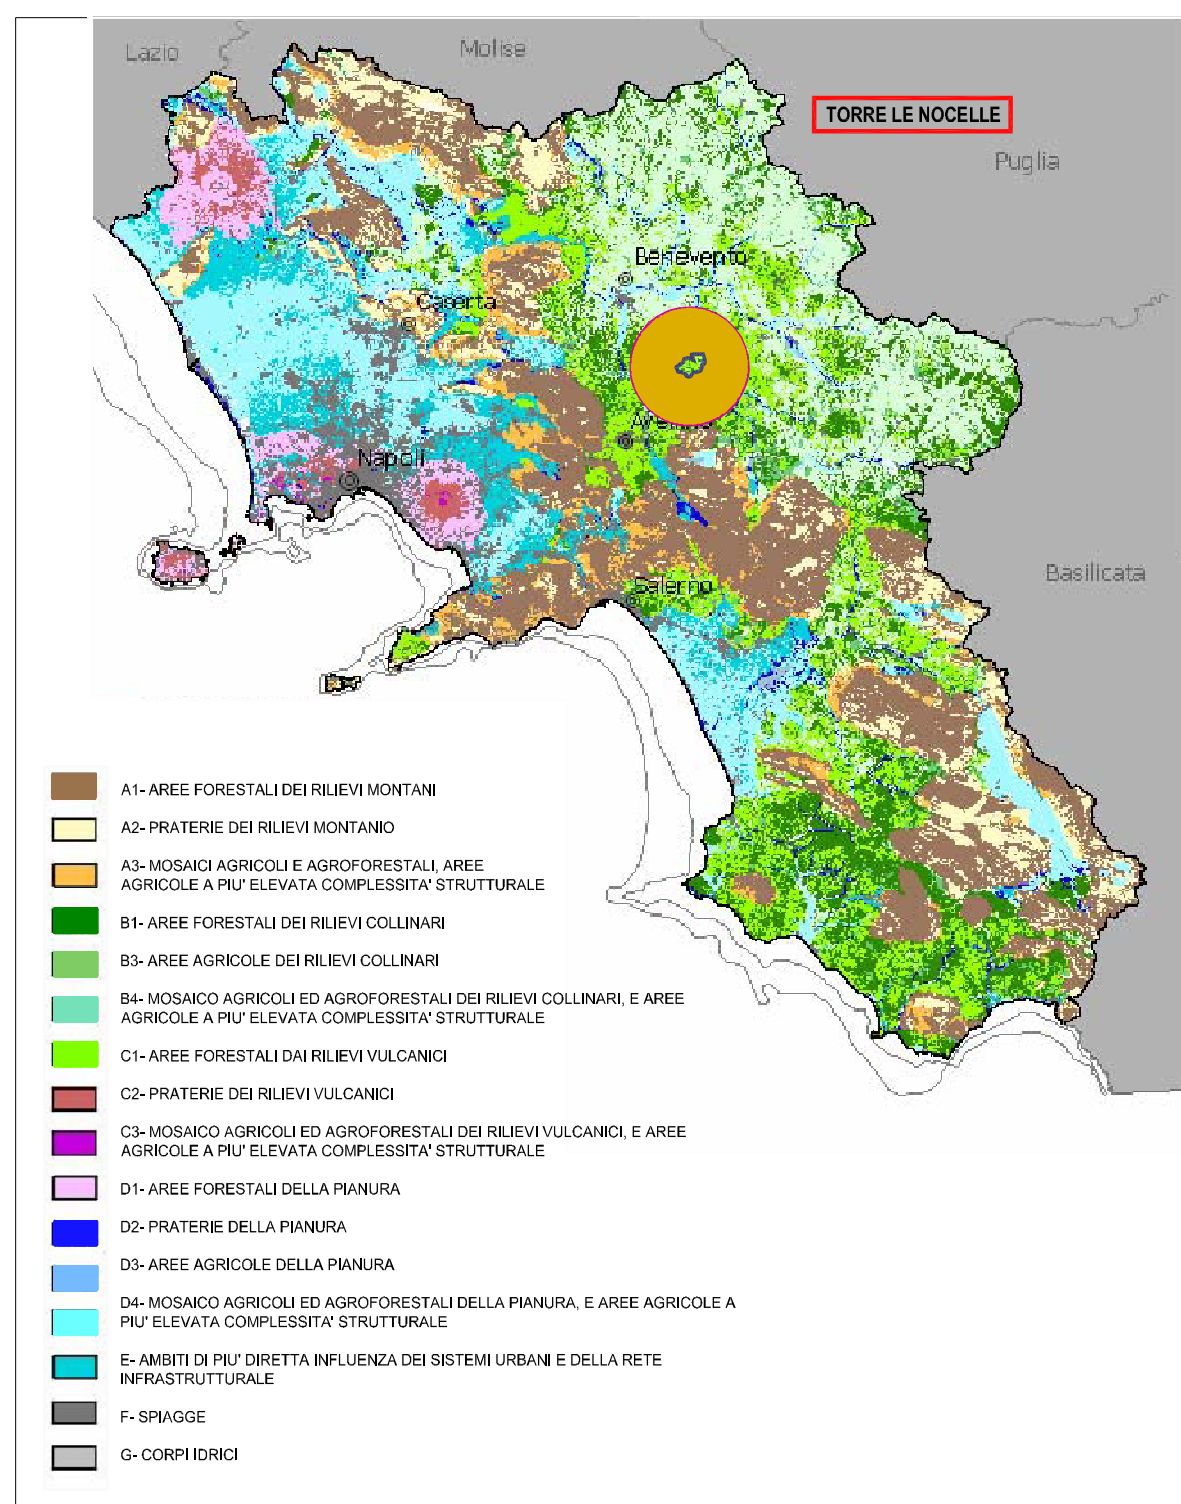 Lazio
Molise
TORRE LE NOCELLE
Puglia
Benevento
Caserta
Napoli
Salerno
Basilicata
A1- AREE FORESTALI DEI RILIEVI MONTANI
A2- PRATERIE DEI RILIEVI MONTANIO
A3- MOSAICI AGRICOLI E AGROFORESTALI, AREE
AGRICOLE A PIU' ELEVATA COMPLESSITA' STRUTTURALE
B1- AREE FORESTALI DEI RILIEVI COLLINARI
B3- AREE AGRICOLE DEI RILIEVI COLLINARI
B4- MOSAICO AGRICOLI ED AGROFORESTALI DEI RILIEVI COLLINARI, E AREE
AGRICOLE A PIU' ELEVATA COMPLESSITA' STRUTTURALE
C1- AREE FORESTALI DAI RILIEVI VULCANICI
C2- PRATERIE DEI RILIEVI VULCANICI
C3- MOSAICO AGRICOLI ED AGROFORESTALI DEI RILIEVI VULCANICI, E AREE
AGRICOLE A PIU' ELEVATA COMPLESSITA' STRUTTURALE
D1- AREE FORESTALI DELLA PIANURA
D2- PRATERIE DELLA PIANURA
D3- AREE AGRICOLE DELLA PIANURA
D4- MOSAICO AGRICOLI ED AGROFORESTALI DELLA PIANURA, E AREE AGRICOLE A
PIU' ELEVATA COMPLESSITA' STRUTTURALE
E- AMBITI DI PIU' DIRETTA INFLUENZA DEI SISTEMI URBANI E DELLA RETE
INFRASTRUTTURALE
F- SPIAGGE
G- CORPI IDRICI